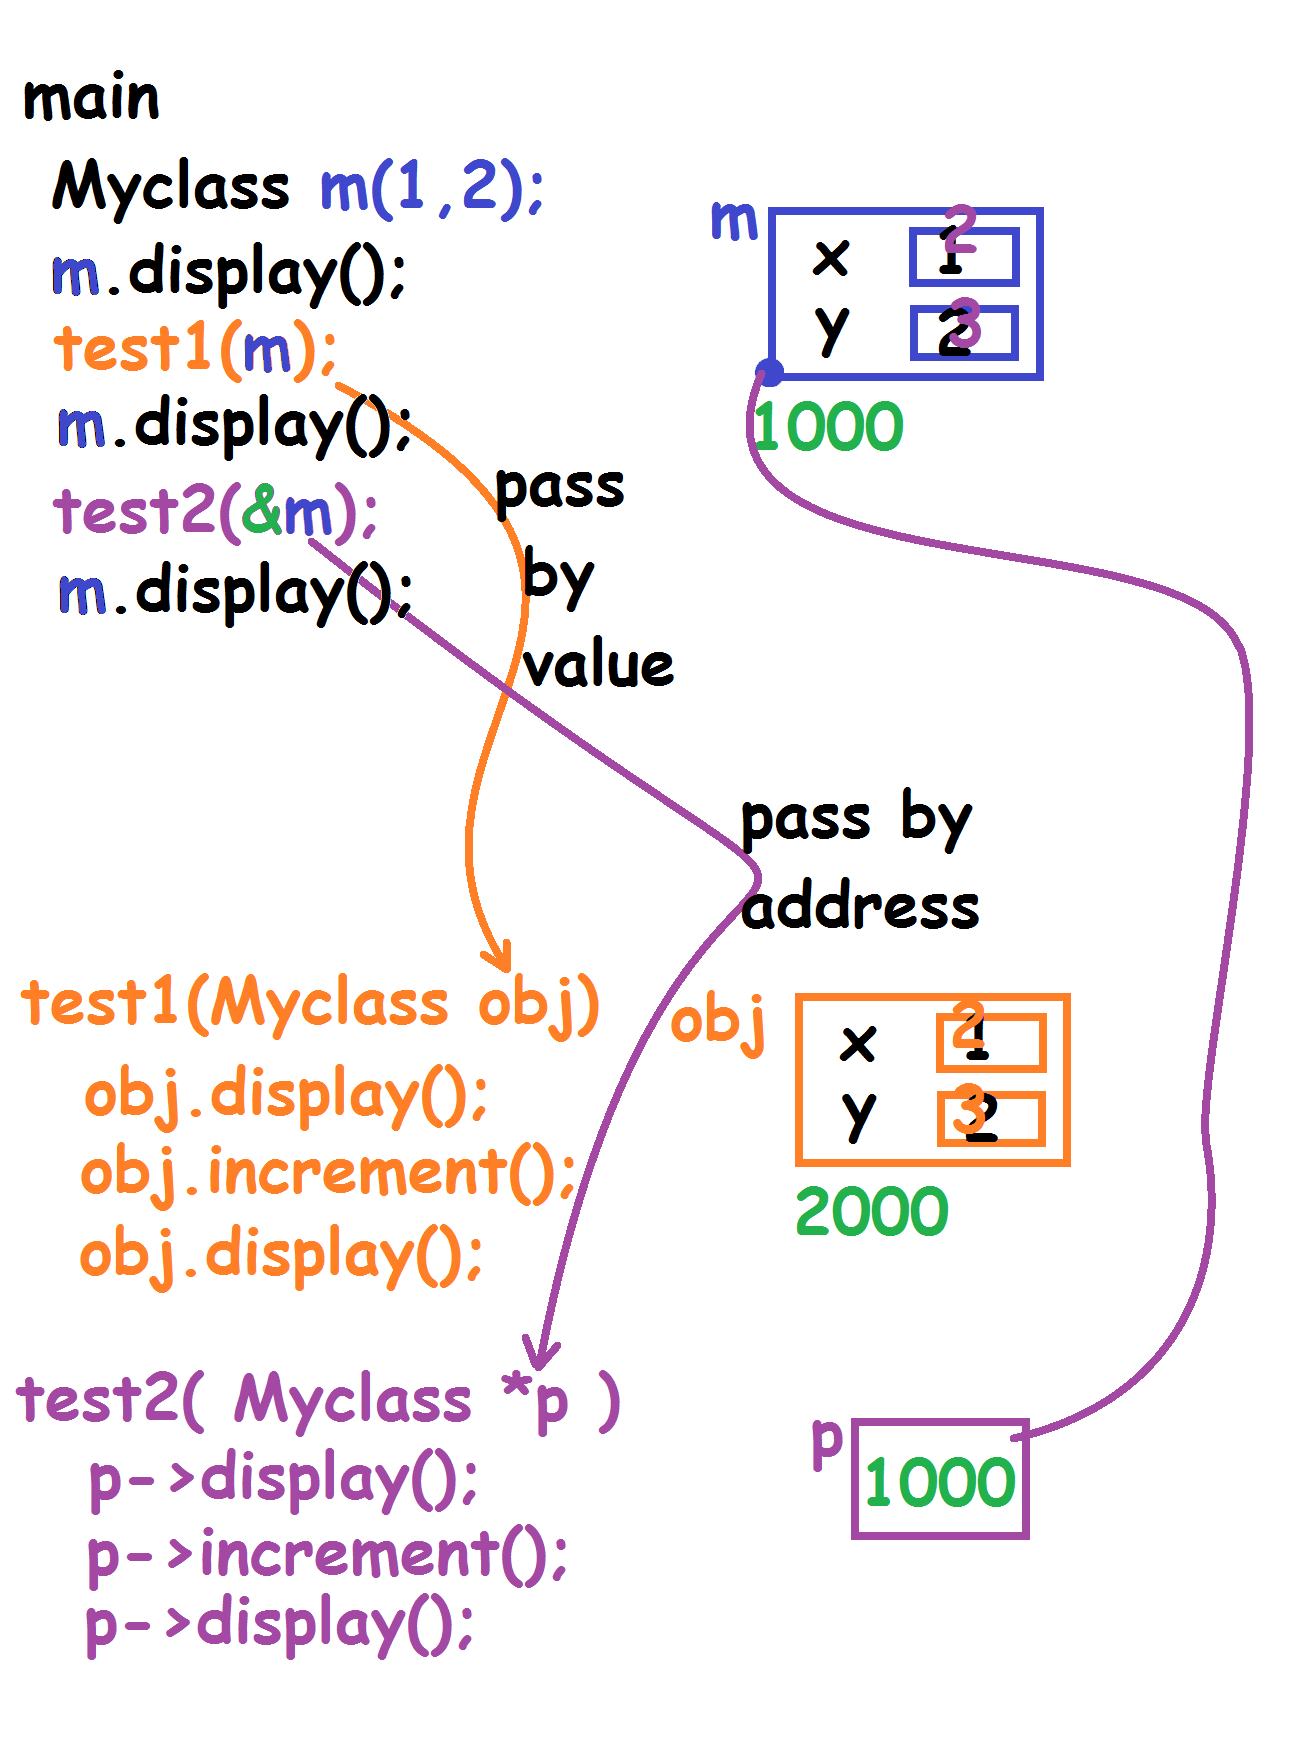 main
Myclass m(1,2);
m.display();
test1(m);
m.display();
test2(&m);
m.display();
pass
by
value
m
x 1 2
y 2 3
1000
pass by
address
test1(Myclass obj)
obj.display();
obj.increment();
obj.display();
obj
x 1 2
y 2 3
2000
test2( Myclass *p )
p->display();
p->increment();
p->display();
p
1000